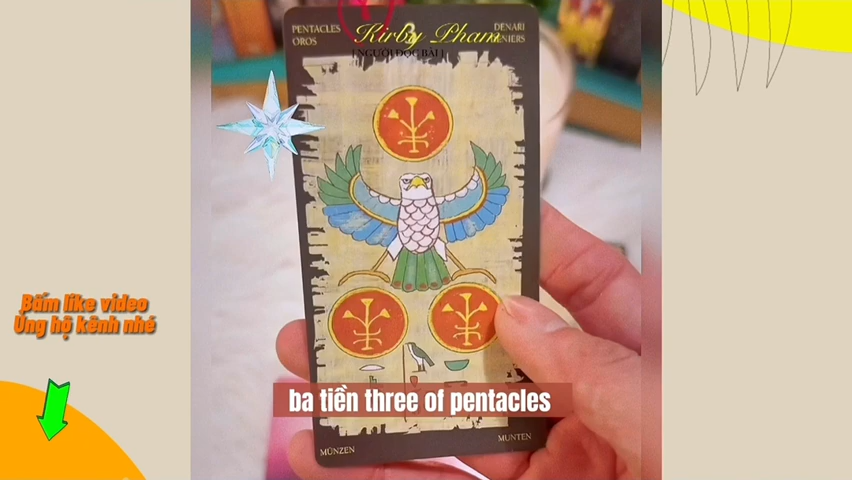 PENTACLES
OROS
Kirby Pham
[ NGƯỜI ĐỌC BÀI ]
DENARI
DENIERS
Bấm like video
Ủng hộ kênh nhé
ba tiền three of pentacles
MÜNZEN
MUNTEN